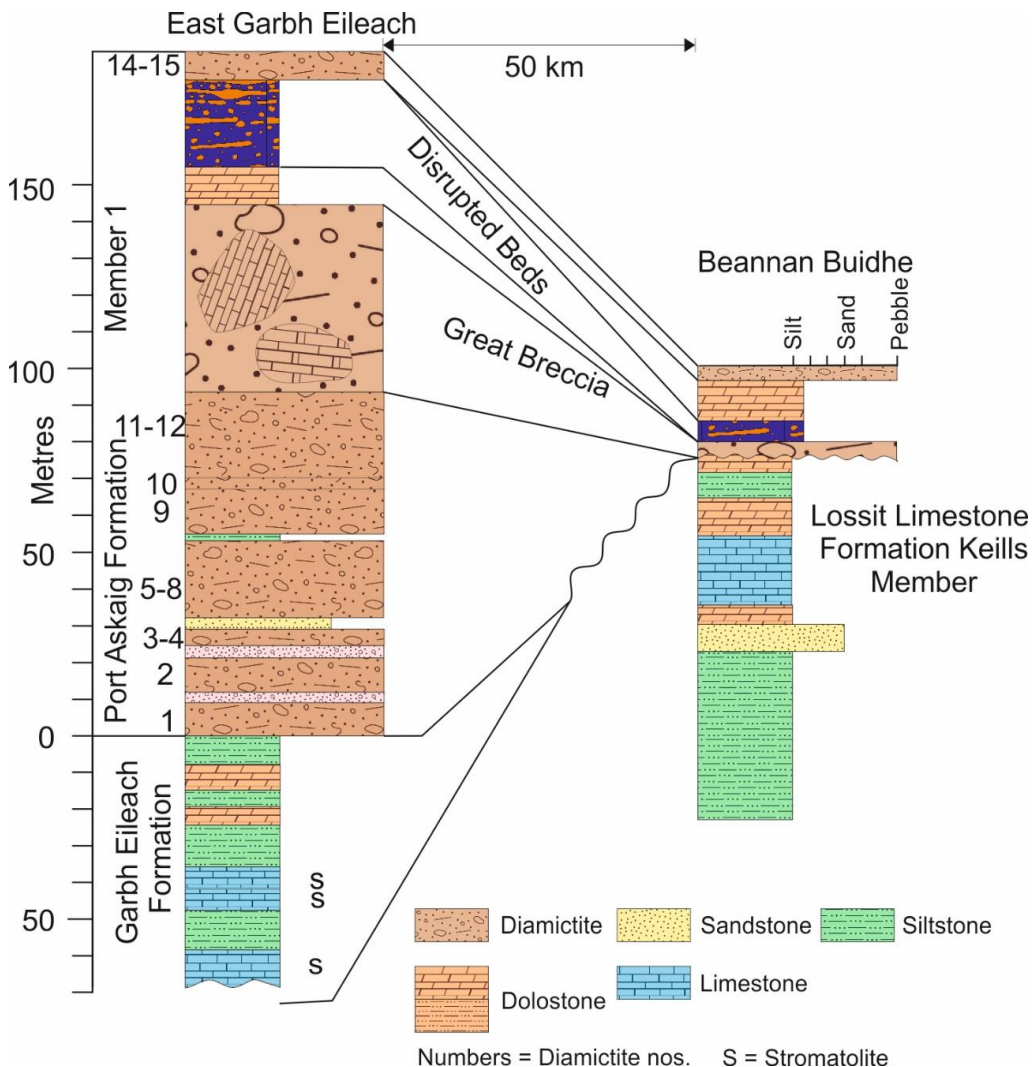 East Garbh Eileach
50 km
14-15
150
Member 1
Disrupted Beds
Great Breccia
Beannan Buidhe
Silt
Sand
Pebble
100
Metres
11-12
10
9
50
5-8
3-4
2
1
0
Port Askaig Formation
Lossit Limestone
Formation Keills
Member
Garbh Eileach
Formation
S
S
50
S
Diamictite
Sandstone
Siltstone
Dolostone
Limestone
Numbers = Diamictite nos.
S = Stromatolite